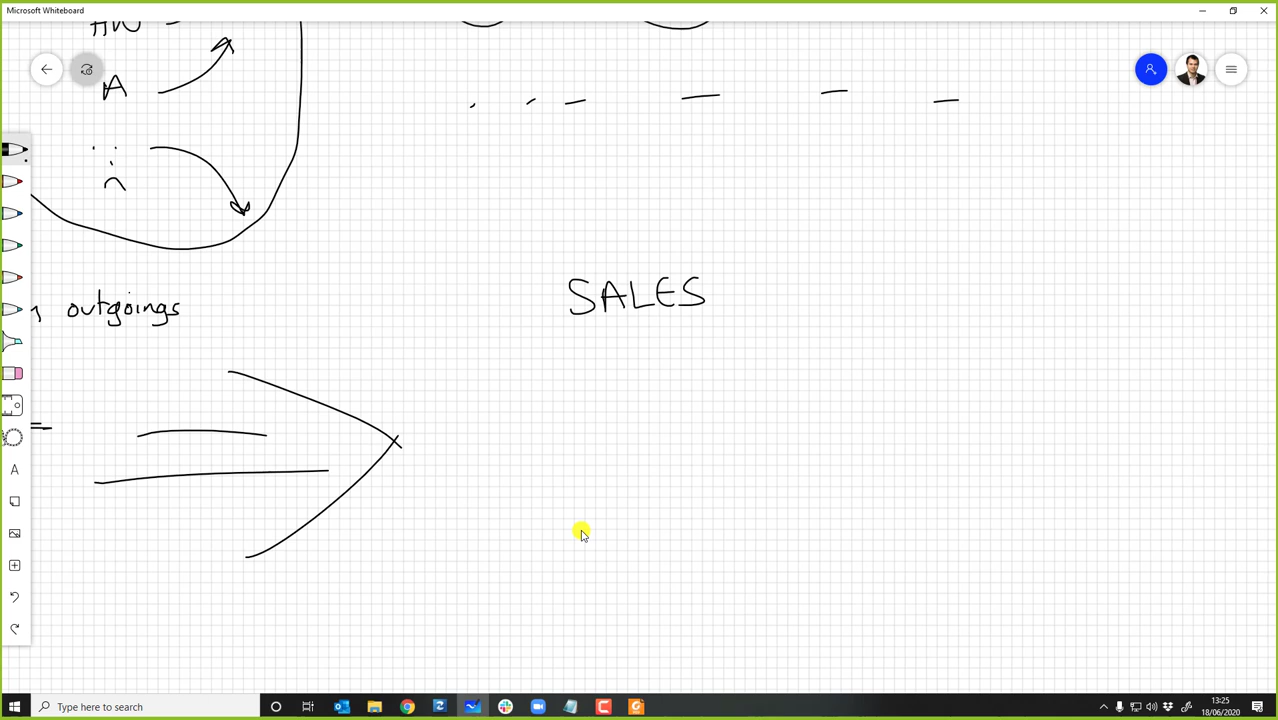 Microsoft Whiteboard
A
outgoings
SALES
A
Type here to search
13:25
18/06/2020